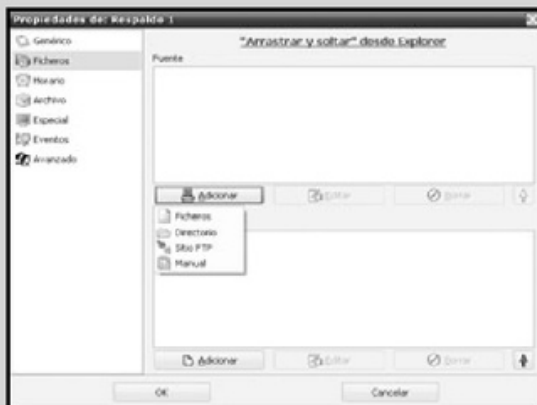 Propiedades de: Respaldo 1
Genérico
Ficheros
Horario
Archivo
Especial
Eventos
Avanzado
"Arrastrar y soltar" desde Explorer
Fuente
Adicionar
Editar
Borrar
Ficheros
Directorio
Sitio FTP
Manual
Adicionar
Editar
Borrar
OK
Cancelar